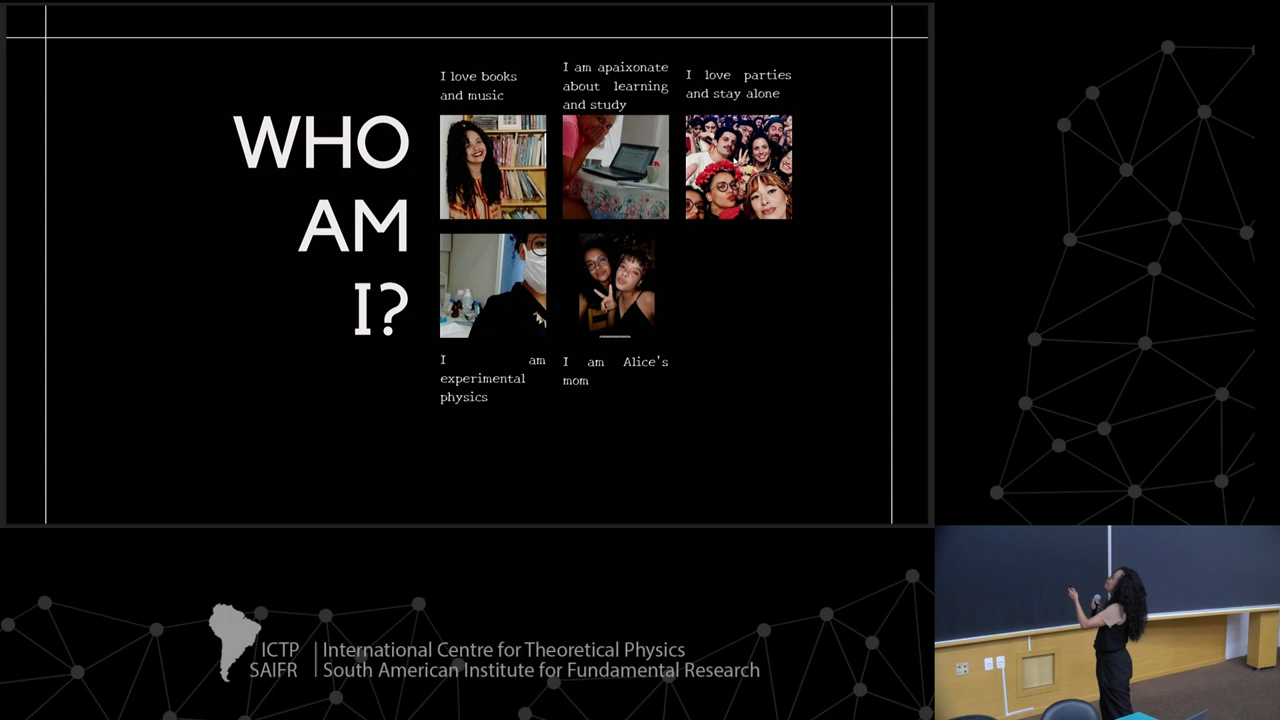 WHO
AM
I?
I love books
and music
I am apaixonate
about learning
and study
I love parties
and stay alone
I am
experimental
physics
I am Alice's
mom
ICTP
SAIFR
International Centre for Theoretical Physics
South American Institute for Fundamental Research